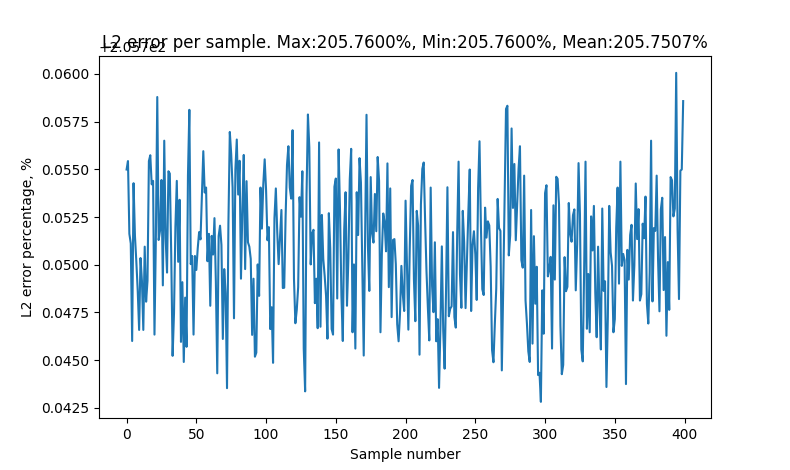 L2 error per sample. Max:205.7600%, Min:205.7600%, Mean:205.7507%
+2.057e2
0.0600
0.0575
0.0550
0.0525
0.0500
0.0475
0.0450
0.0425
L2 error percentage, %
0 50 100 150 200 250 300 350 400
Sample number